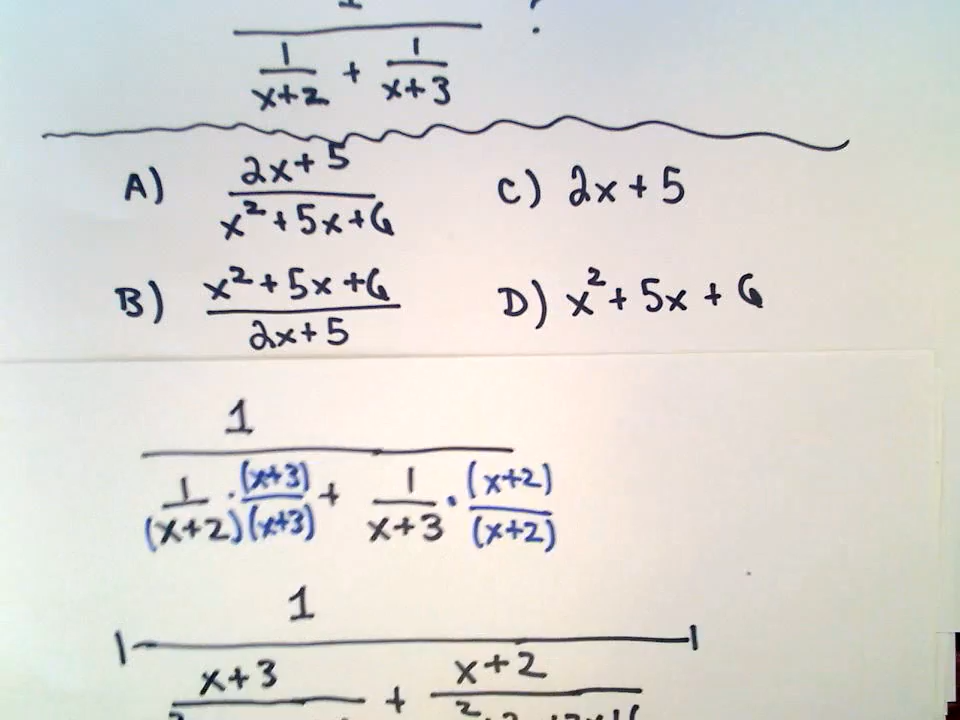 1
?
1/(x+2) + 1/(x+3)
A) (2x+5)/(x²+5x+6)
C) 2x+5
B) (x²+5x+6)/(2x+5)
D) x²+5x+6
1
1/(x+2) · (x+3)/(x+3) + 1/(x+3) · (x+2)/(x+2)
1
x+3 + x+2